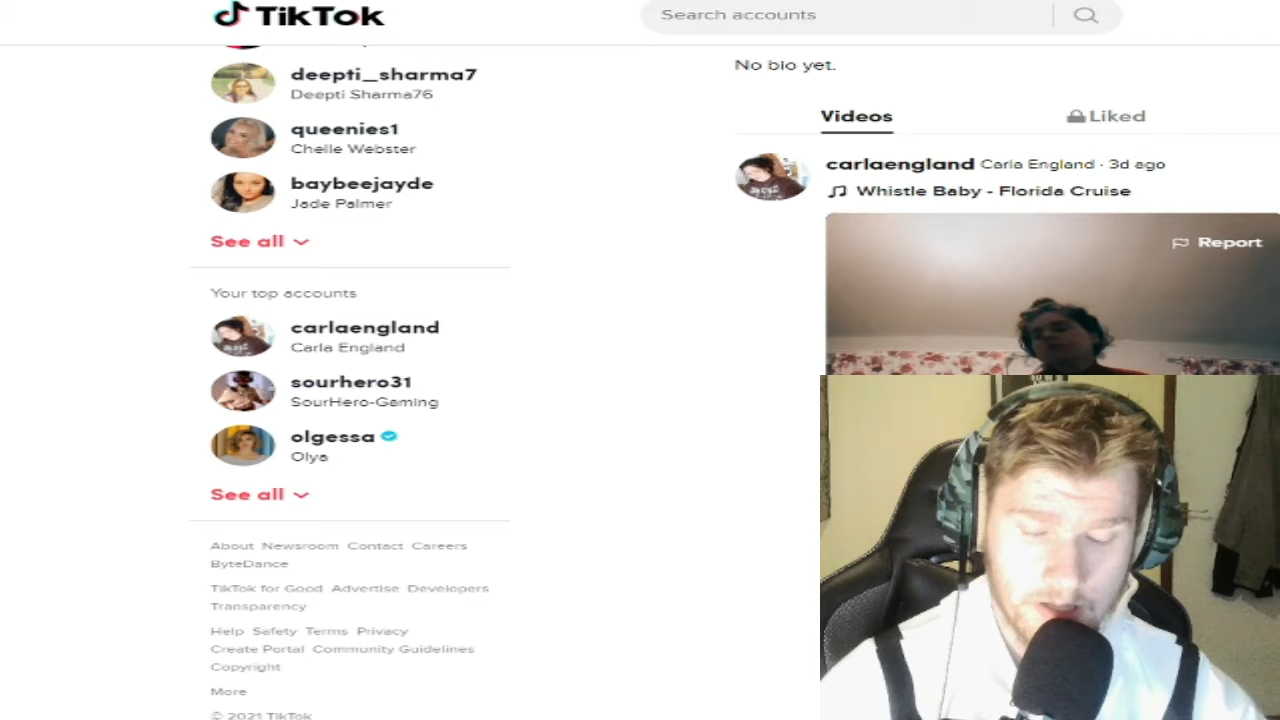 TikTok
Search accounts
deepti_sharma7
Deepti Sharma76
queenies1
Chelle Webster
baybeejayde
Jade Palmer
See all
Your top accounts
carlaengland
Carla England
sourhero31
SourHero-Gaming
olgessa
Olya
See all
About Newsroom Contact Careers
ByteDance
TikTok for Good Advertise Developers
Transparency
Help Safety Terms Privacy
Create Portal Community Guidelines
Copyright
More
© 2021 TikTok
No bio yet.
Videos
Liked
carlaengland Carla England · 3d ago
Whistle Baby - Florida Cruise
Report